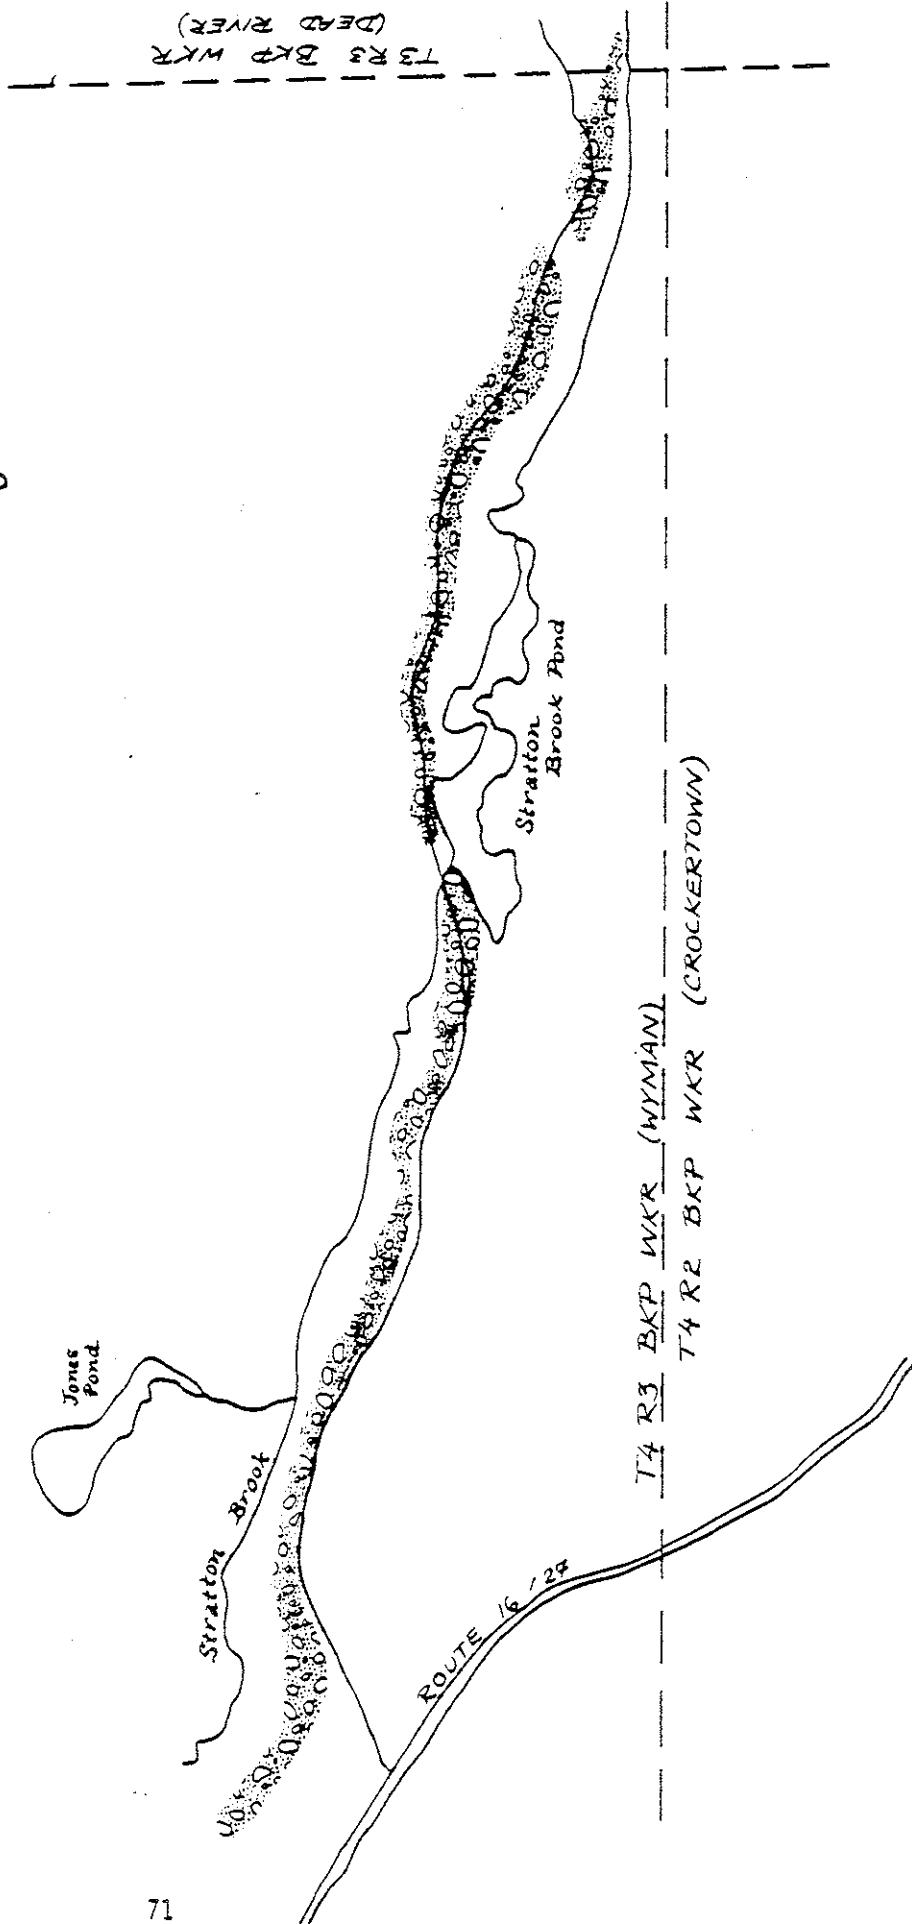 T3 R3 BKP WKR
(DEAD RIVER)
Jones
Pond
Stratton Brook
Stratton
Brook Pond
ROUTE 16 / 27
T4 R3 BKP WKR (WYMAN)
T4 R2 BKP WKR (CROCKERTOWN)
71